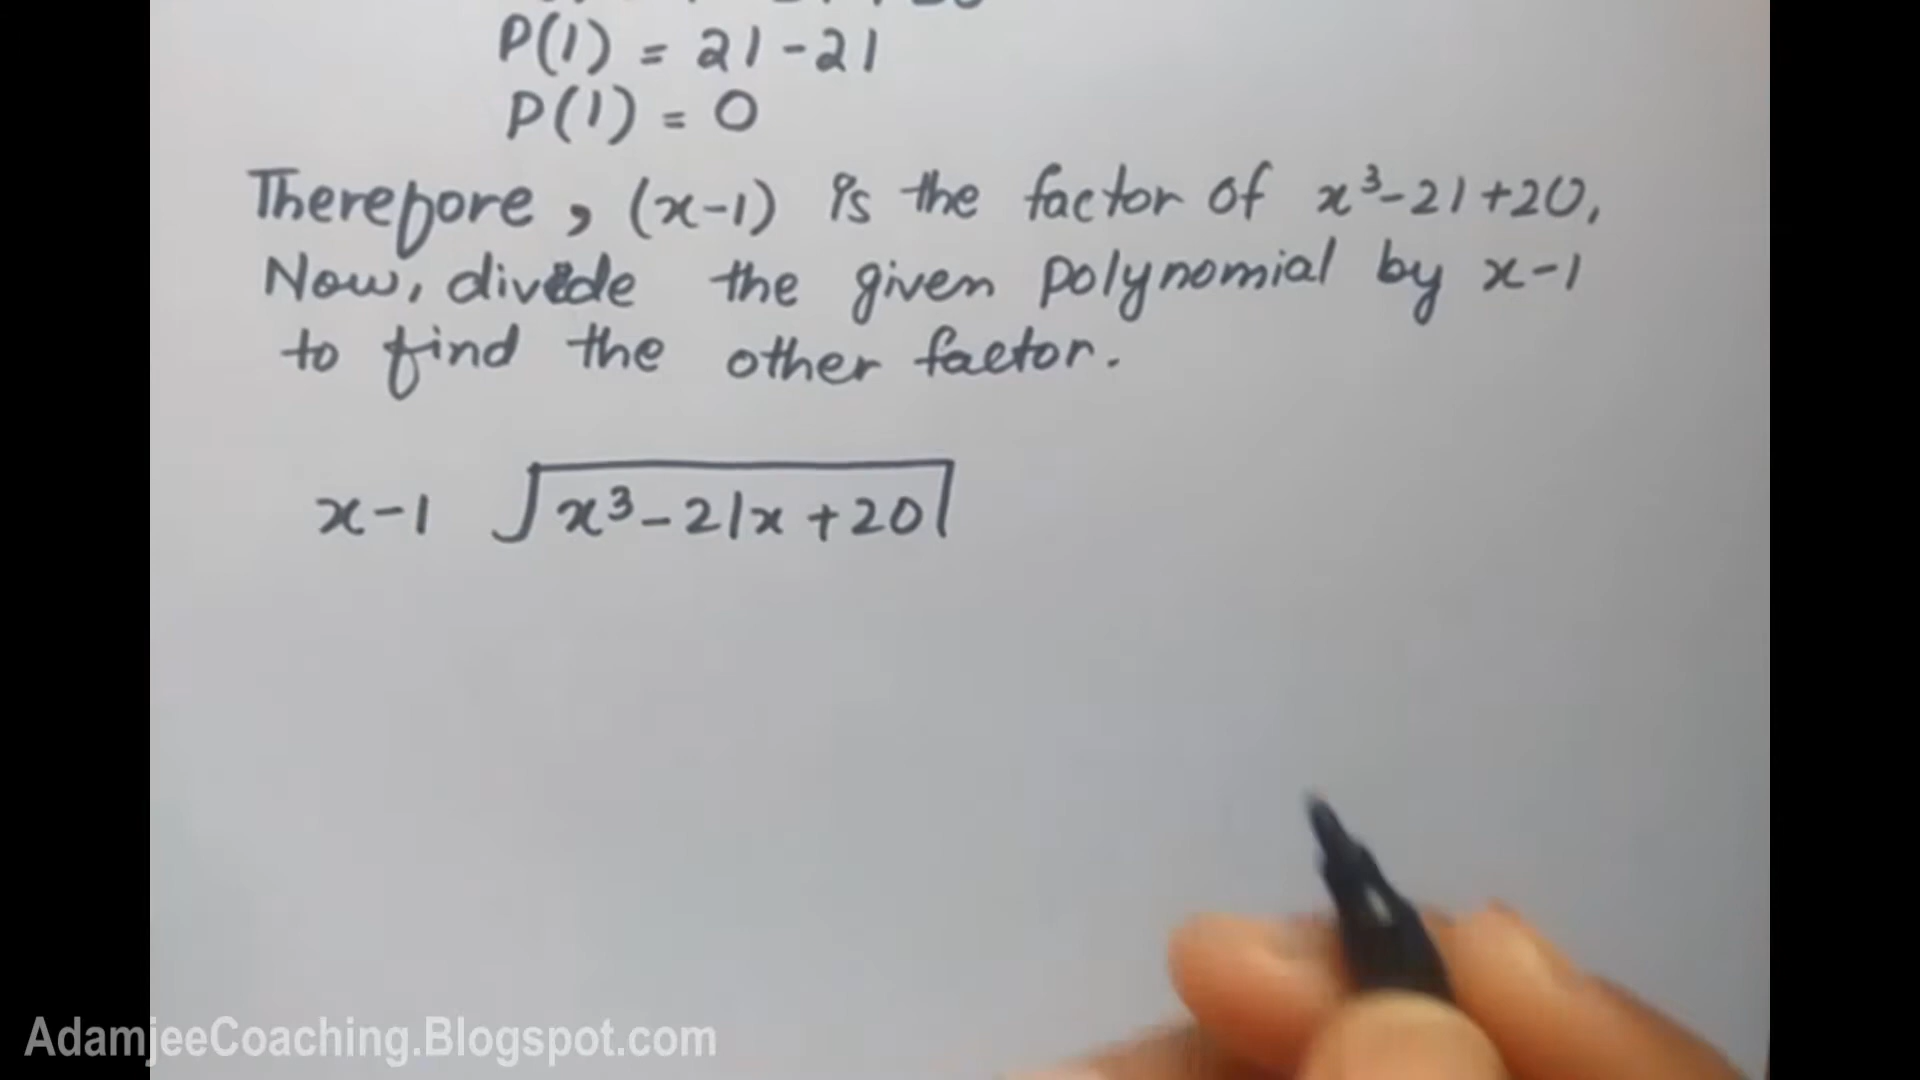 P(1) = 21 - 21
P(1) = 0
Therefore, (x-1) is the factor of x³-21+20,
Now, divide the given polynomial by x-1
to find the other factor.
x-1 x³-21x+20
AdamjeeCoaching.Blogspot.com